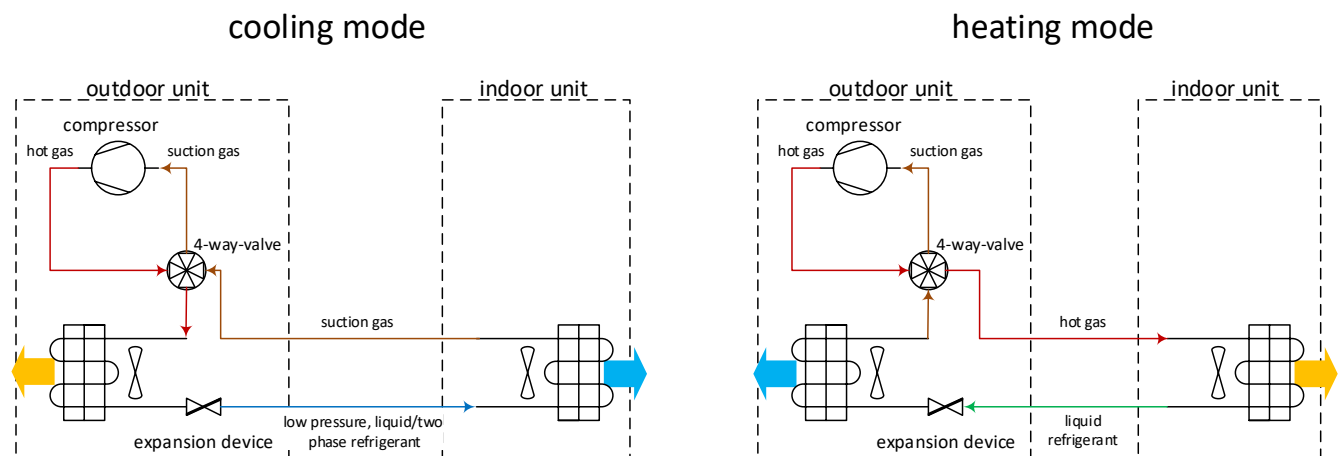 cooling mode
outdoor unit
indoor unit
compressor
hot gas
suction gas
4-way-valve
suction gas
low pressure, liquid/two
phase refrigerant
expansion device
heating mode
outdoor unit
indoor unit
compressor
hot gas
suction gas
4-way-valve
hot gas
liquid
refrigerant
expansion device